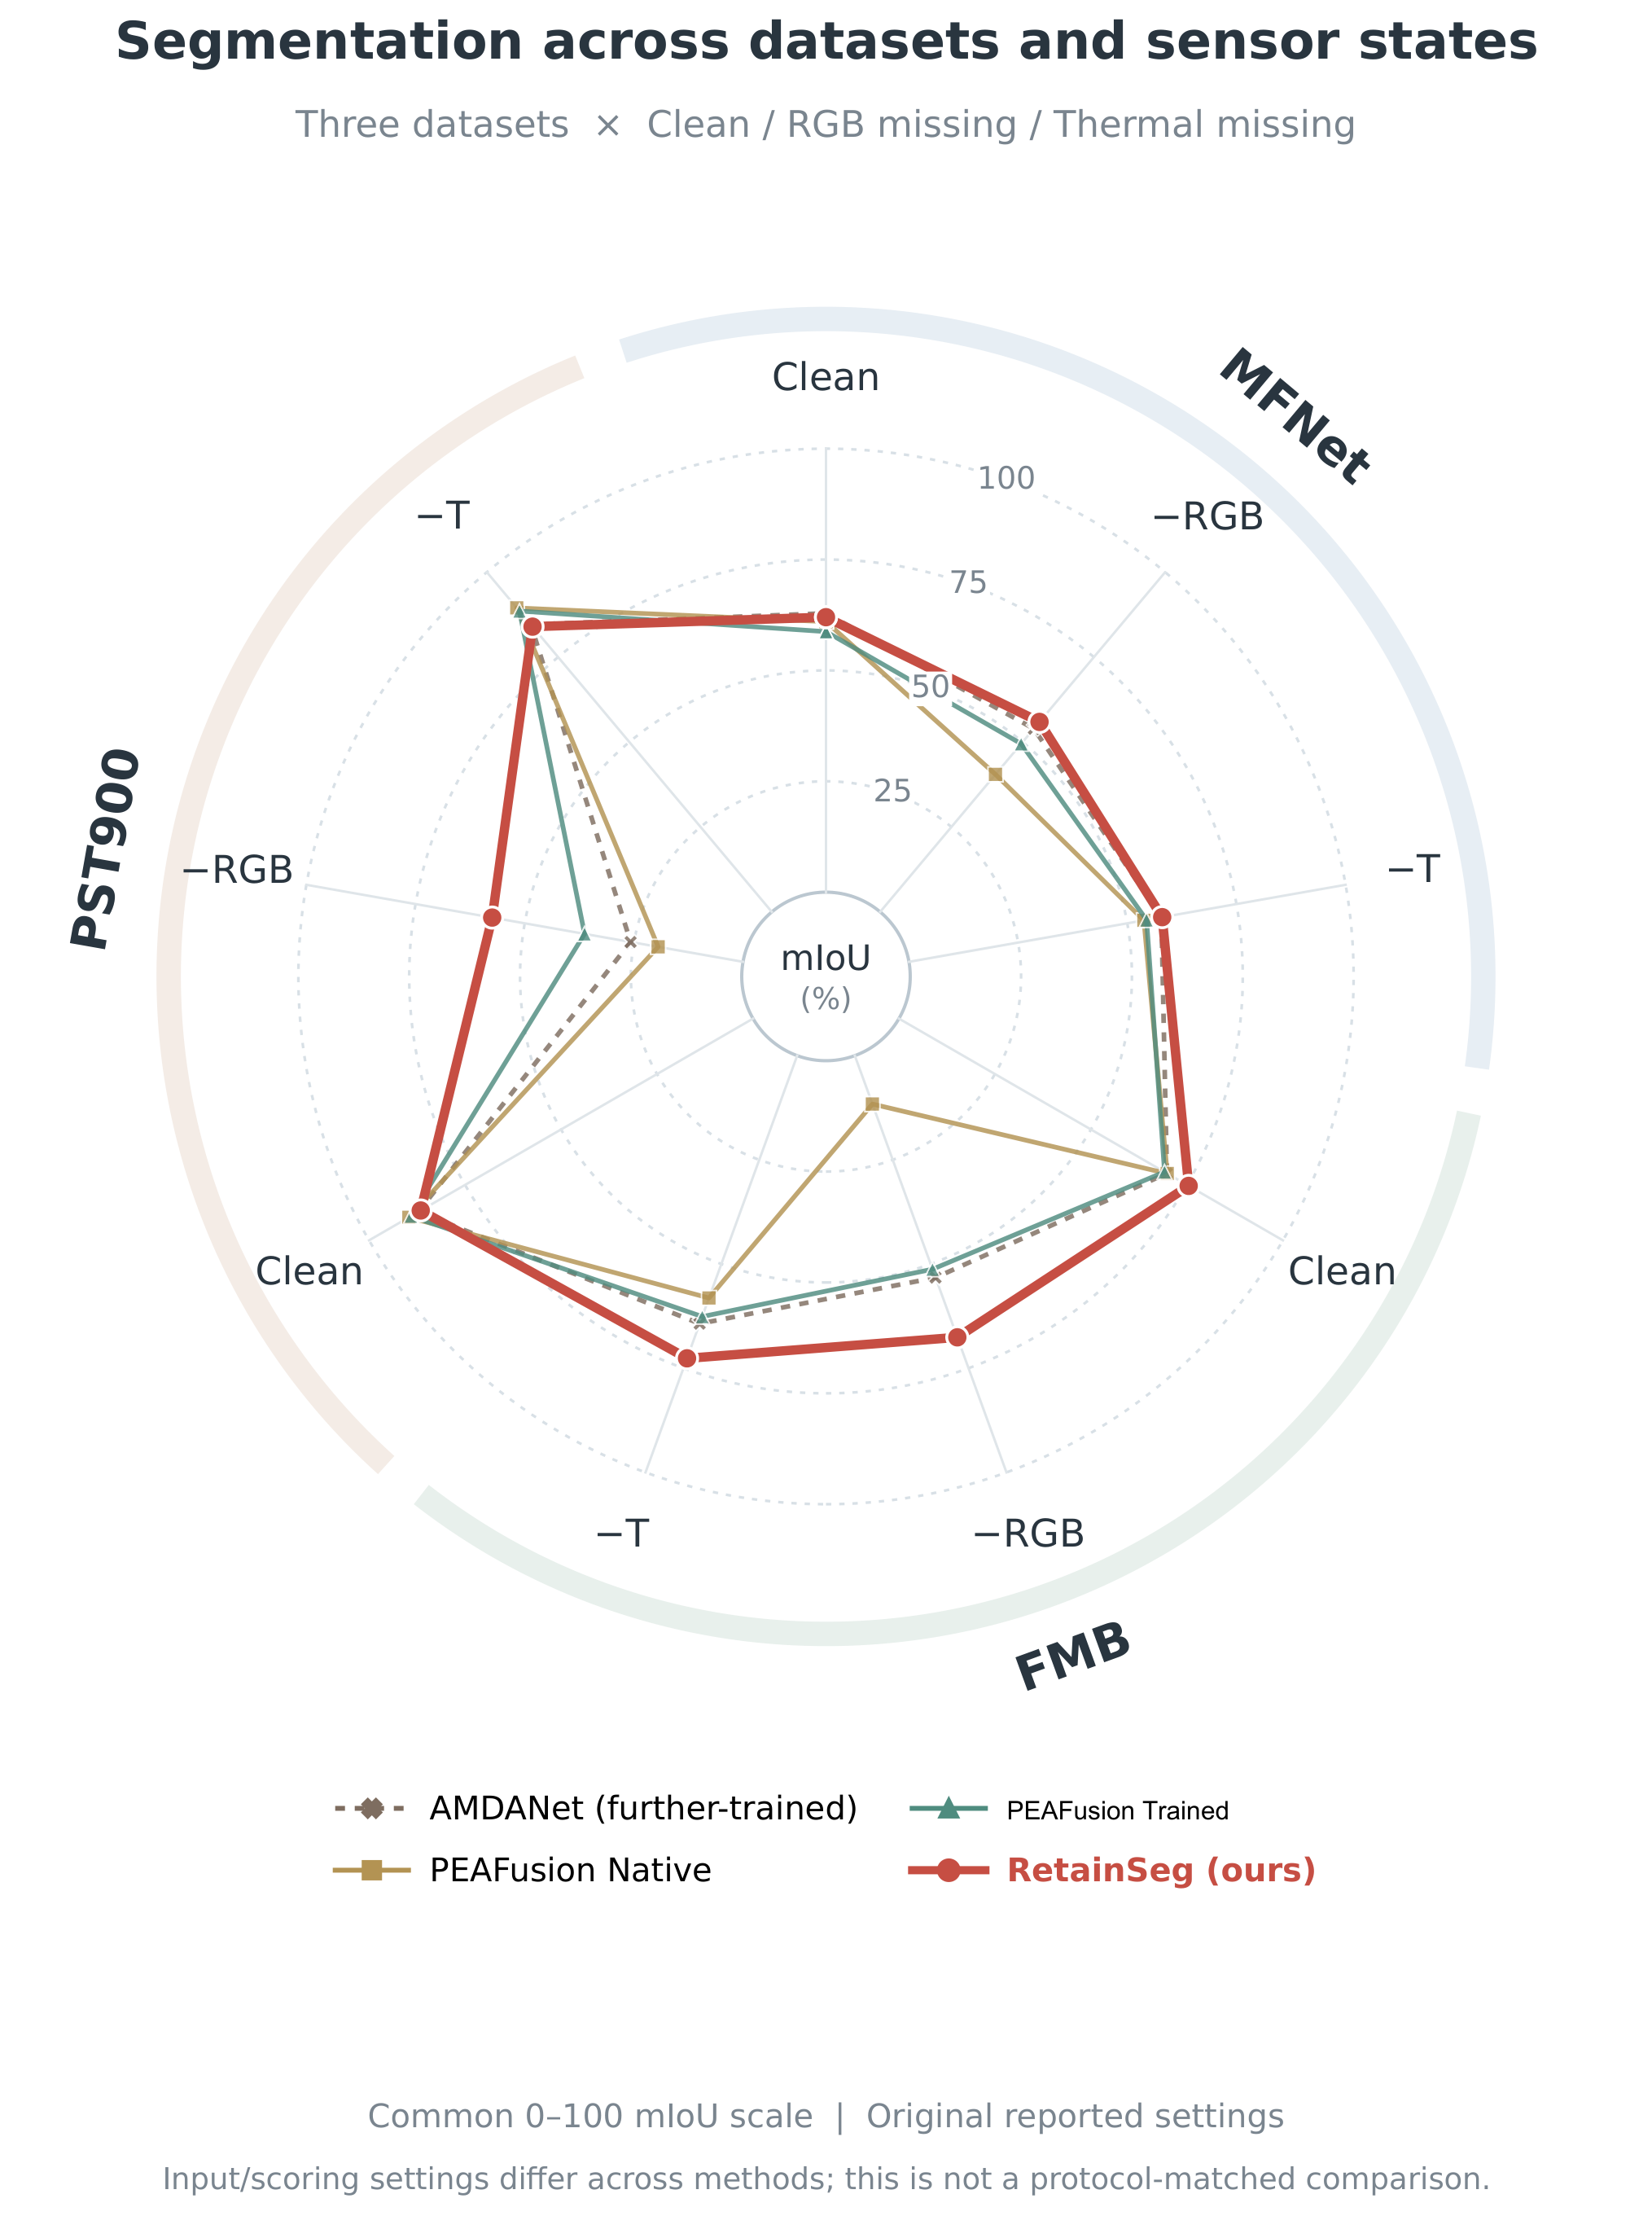 Segmentation across datasets and sensor states
Three datasets × Clean / RGB missing / Thermal missing
MFNet
Clean
100
−T
−RGB
75
50
25
PST900
−RGB
−T
mIoU
(%)
Clean
Clean
−T
−RGB
FMB
AMDANet (further-trained)
PEAFusion Trained
PEAFusion Native
RetainSeg (ours)
Common 0–100 mIoU scale | Original reported settings
Input/scoring settings differ across methods; this is not a protocol-matched comparison.